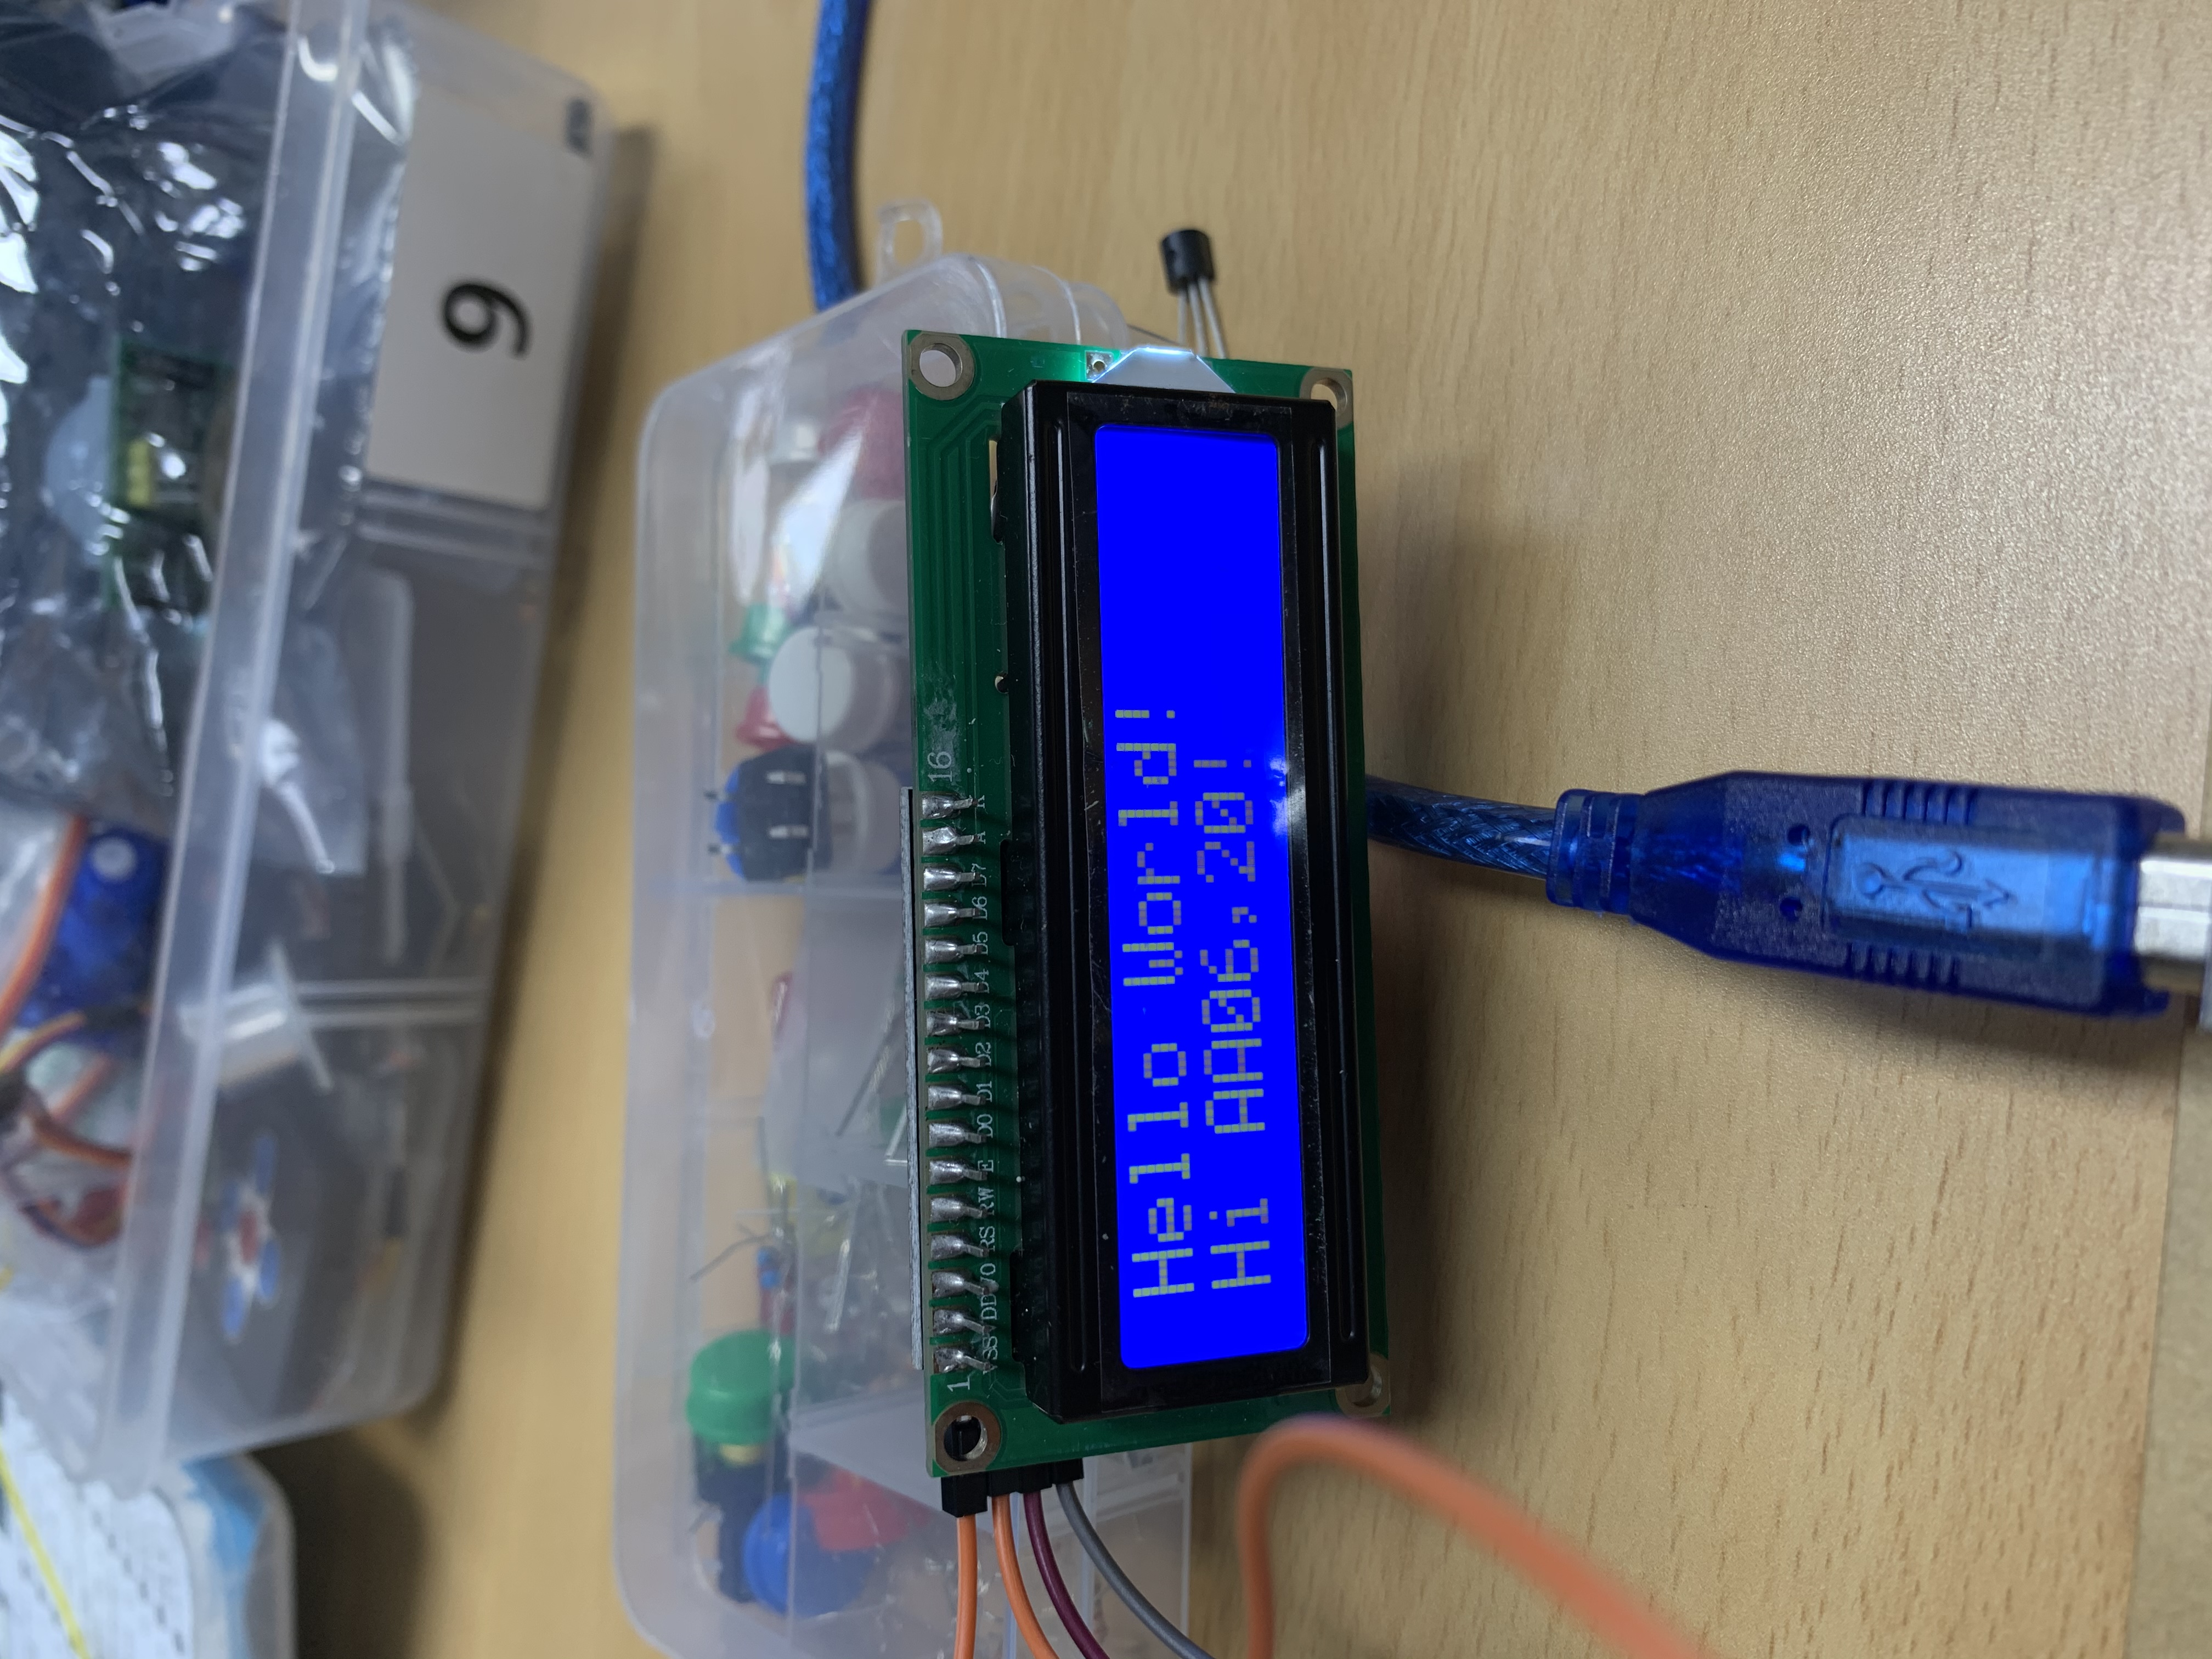 9
1 16
VSS VDD VO RS RW E D0 D1 D2 D3 D4 D5 D6 D7 A K
Hello World!
Hi AA06,20!